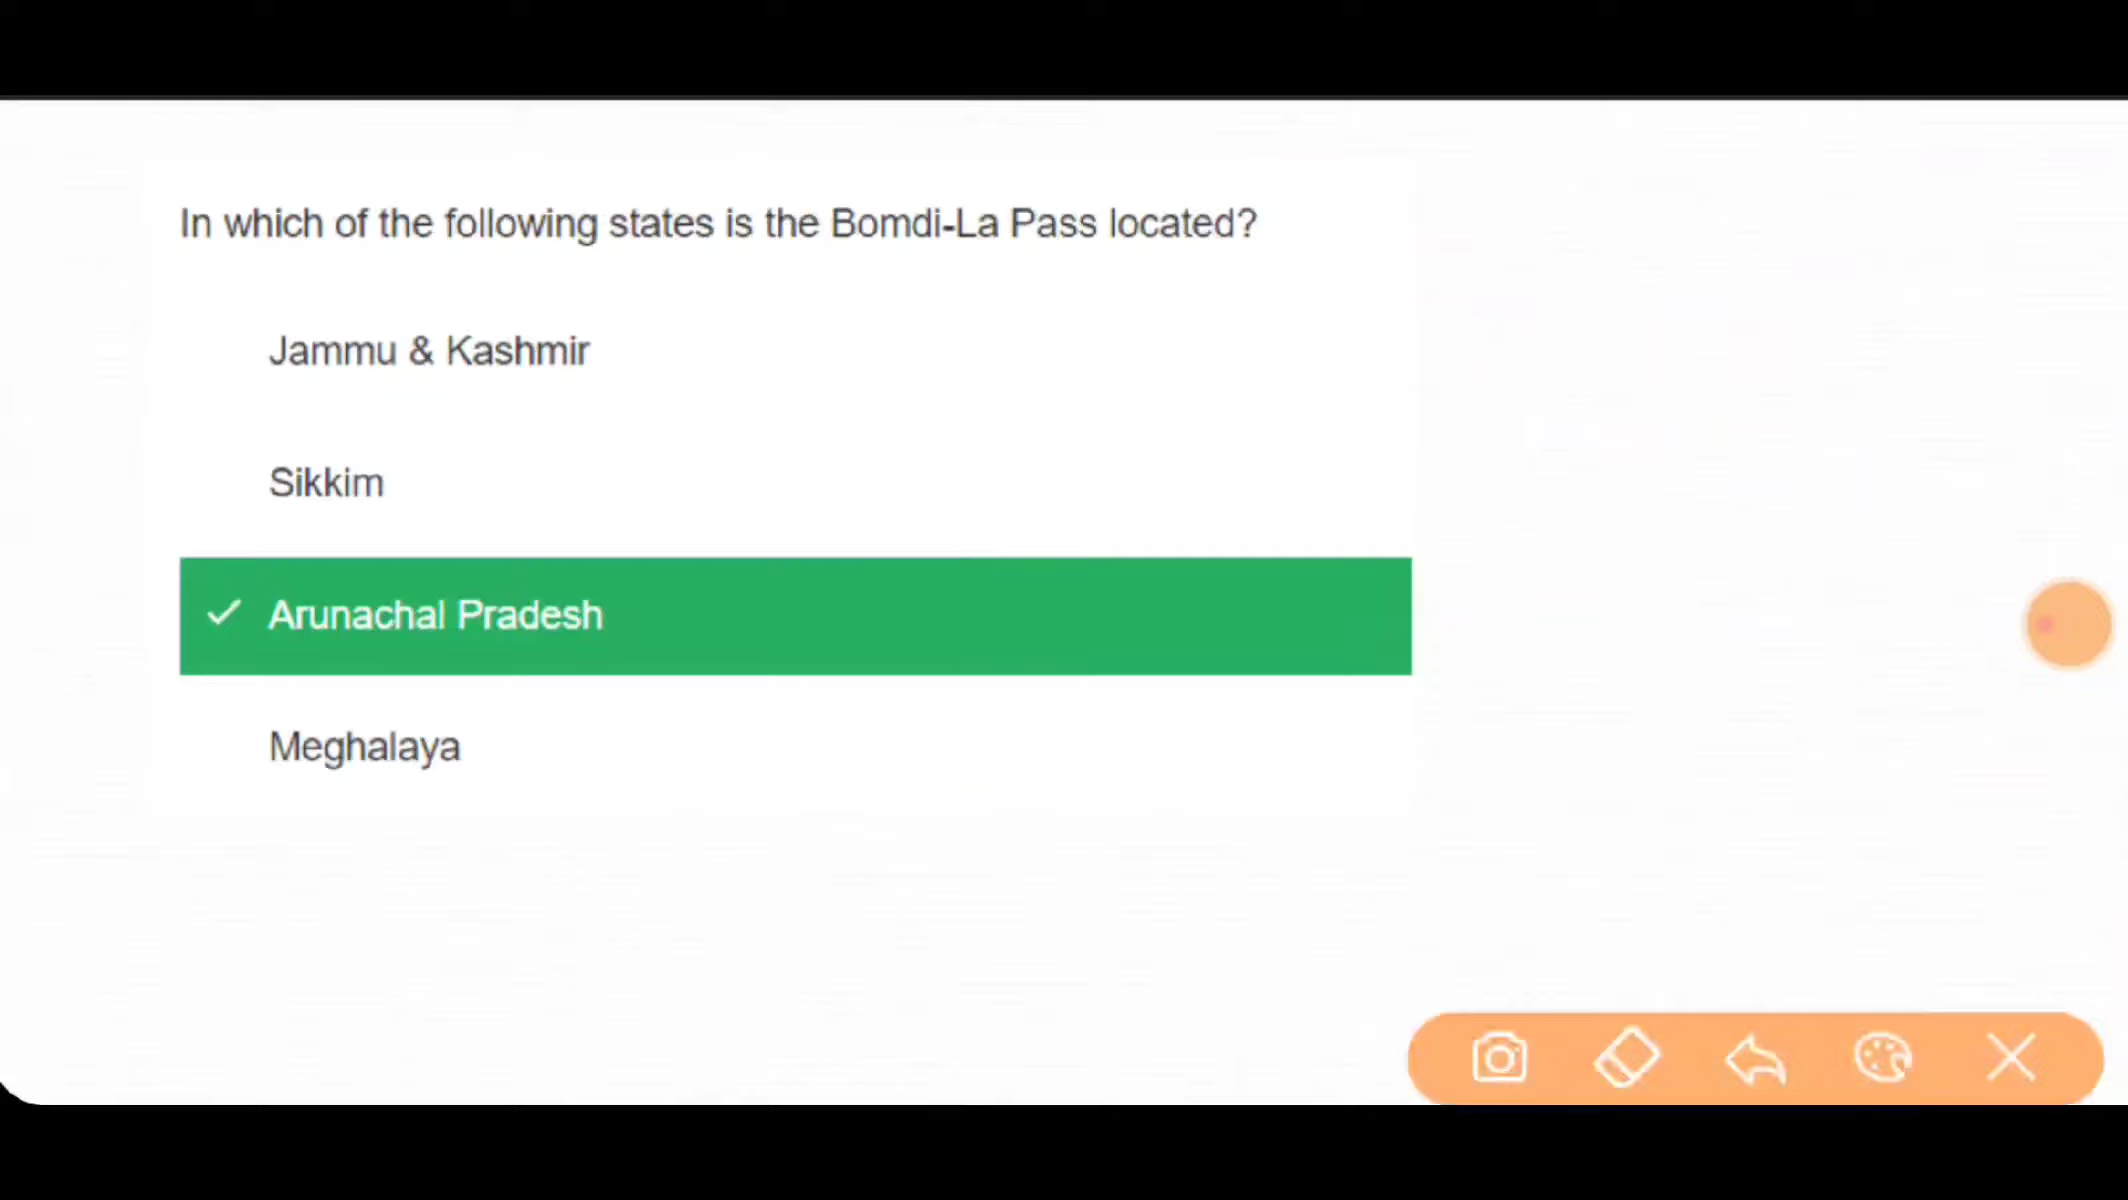 In which of the following states is the Bomdi-La Pass located?
Jammu & Kashmir
Sikkim
Arunachal Pradesh
Meghalaya